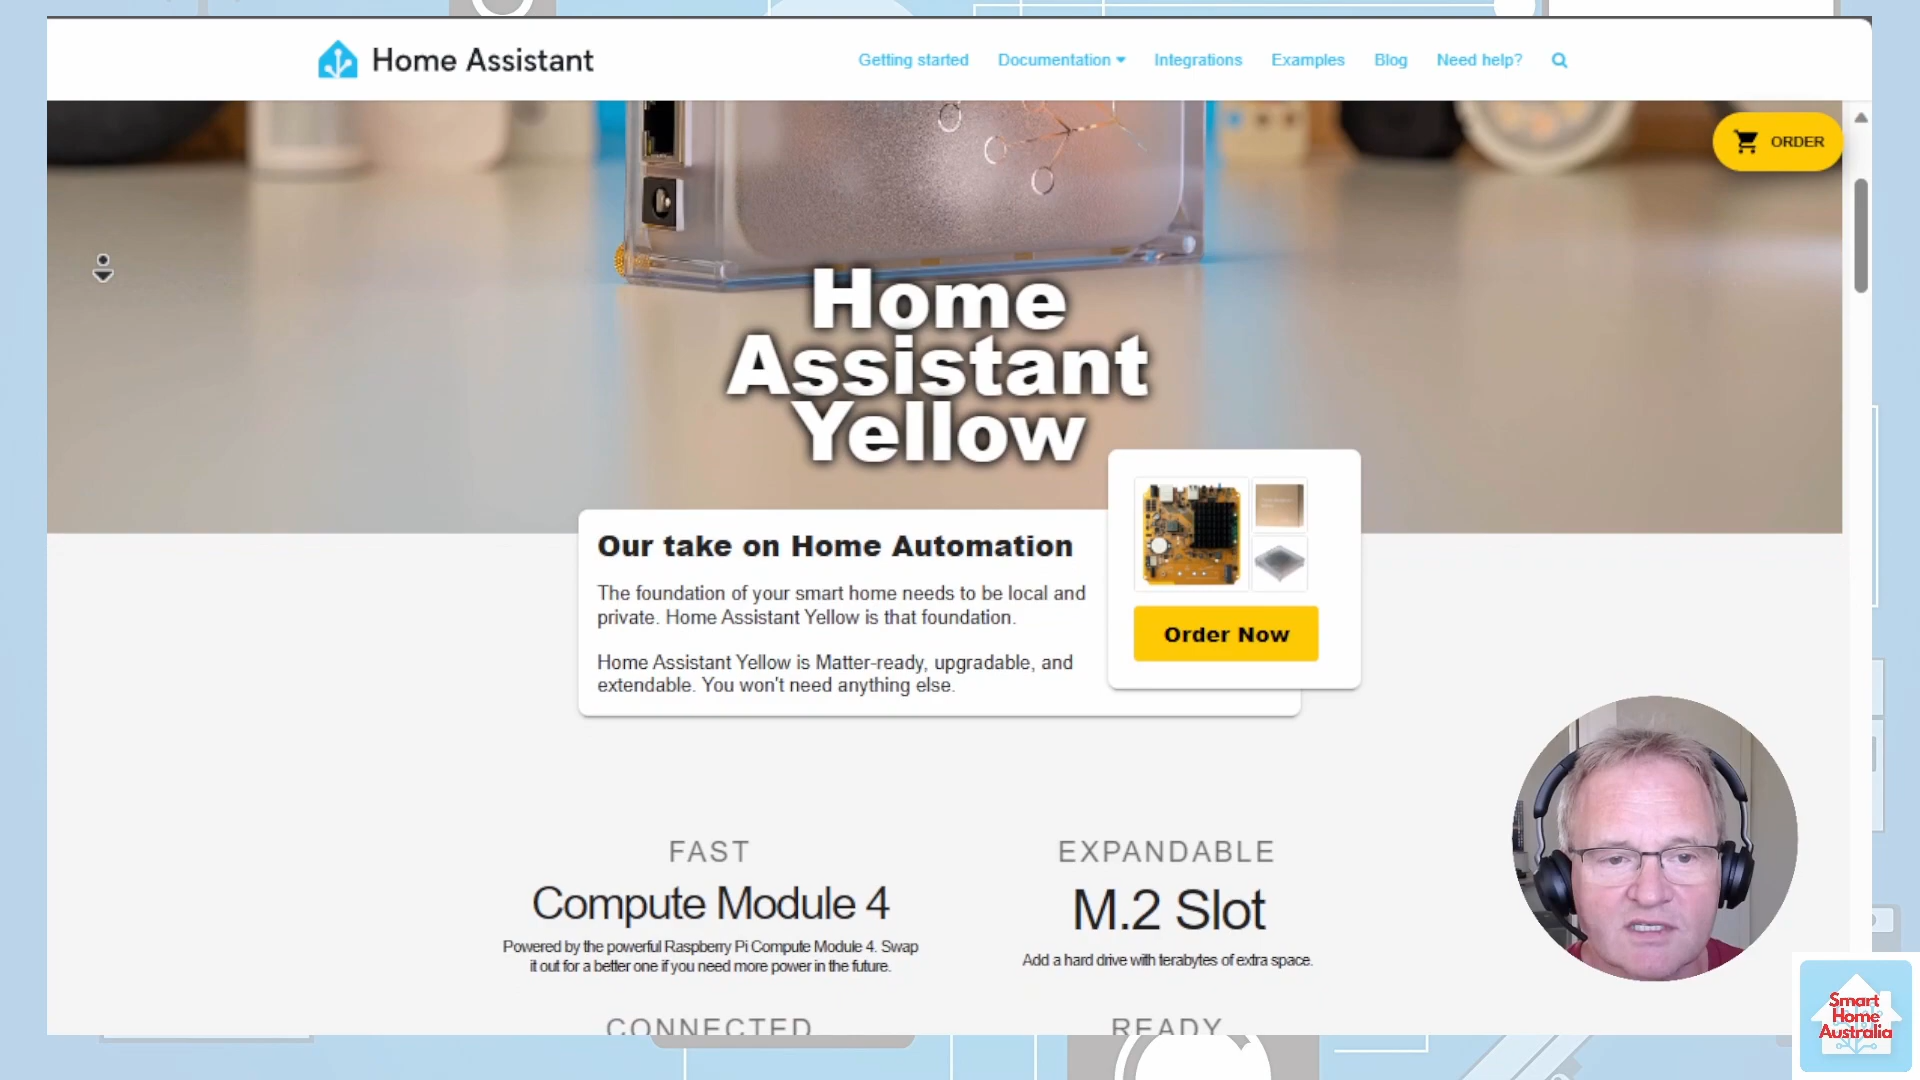 Home Assistant
Getting started
Documentation
Integrations
Examples
Blog
Need help?
ORDER
Home
Assistant
Yellow
Our take on Home Automation
The foundation of your smart home needs to be local and
private. Home Assistant Yellow is that foundation.
Home Assistant Yellow is Matter-ready, upgradable, and
extendable. You won't need anything else.
Order Now
FAST
Compute Module 4
Powered by the powerful Raspberry Pi Compute Module 4. Swap
it out for a better one if you need more power in the future.
EXPANDABLE
M.2 Slot
Add a hard drive with terabytes of extra space.
CONNECTED
READY
Smart
Home
Australia